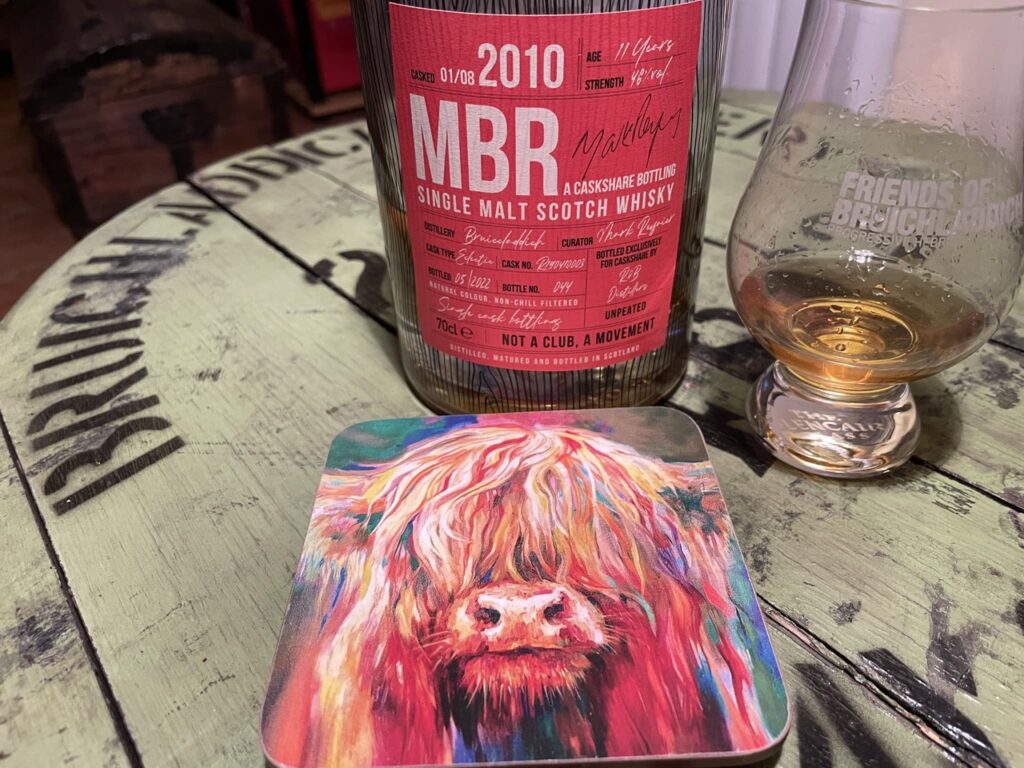 CASKED 01/08 2010
AGE 11 Years
STRENGTH 48%vol
MBR
A CASKSHARE BOTTLING
SINGLE MALT SCOTCH WHISKY
DISTILLERY Bruiccladdich CURATOR Mark Reynier
CASK TYPE CASK NO.
BOTTLED EXCLUSIVELY
FOR CASKSHARE BY
R&B
Distillers
BOTTLED 05/2022 BOTTLE NO. 044
NATURAL COLOUR, NON-CHILL FILTERED
UNPEATED
Single cask bottling
70cl e NOT A CLUB, A MOVEMENT
DISTILLED, MATURED AND BOTTLED IN SCOTLAND
FRIENDS OF
BRUICHLADDICH
BRUICHLADDICH